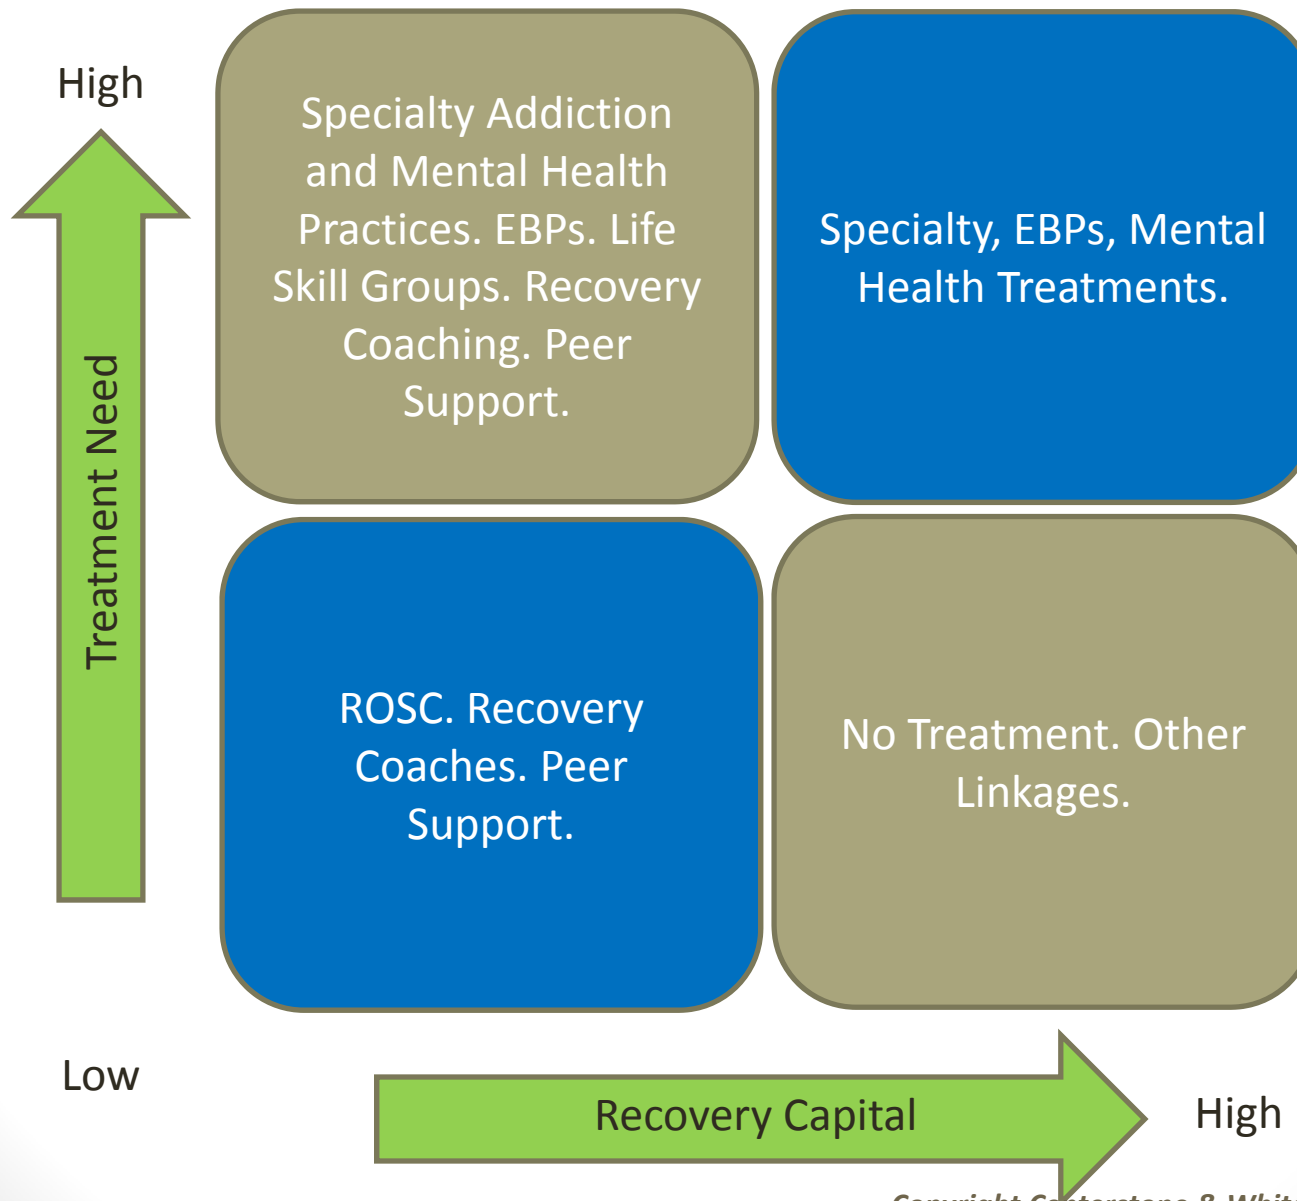 High
Specialty Addiction
and Mental Health
Practices. EBPs. Life
Skill Groups. Recovery
Coaching. Peer
Support.
Specialty, EBPs, Mental
Health Treatments.
Treatment Need
ROSC. Recovery
Coaches. Peer
Support.
No Treatment. Other
Linkages.
Low
Recovery Capital
High
Copyright &